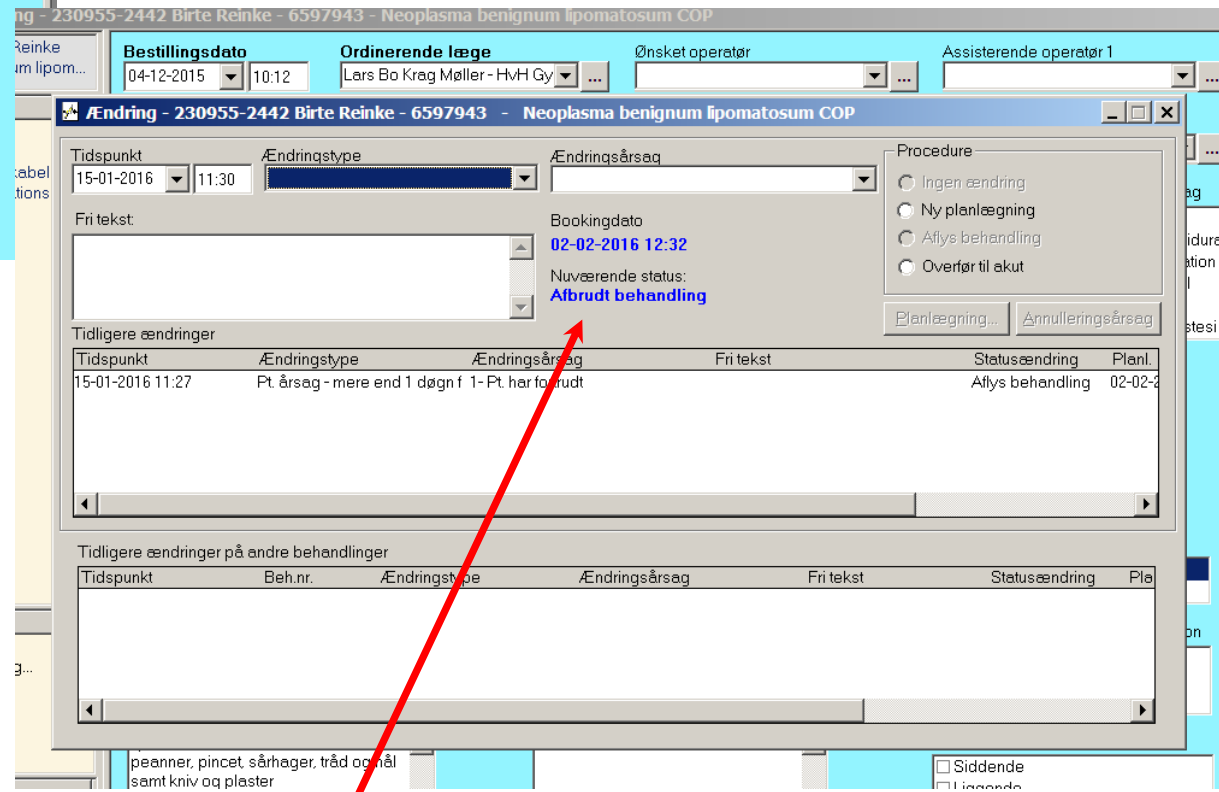 ng - 230955-2442 Birte Reinke - 6597943 - Neoplasma benignum lipomatosum COP
Reinke
um lipom...
Bestillingsdato Ordinerende læge Ønsket operatør Assisterende operatør 1
04-12-2015 10:12 Lars Bo Krag Møller - HvH Gy ... ... ...
Ændring - 230955-2442 Birte Reinke - 6597943 - Neoplasma benignum lipomatosum COP
Tidspunkt Ændringstype Ændringsårsag Procedure
15-01-2016 11:30
Ingen ændring
Ny planlægning
Aflys behandling
Overfør til akut
Fri tekst:
Bookingdato
02-02-2016 12:32
Nuværende status:
Afbrudt behandling
Planlægning... Annulleringsårsag
Tidligere ændringer
Tidspunkt Ændringstype Ændringsårsag Fri tekst Statusændring Planl.
15-01-2016 11:27 Pt. årsag - mere end 1 døgn f 1- Pt. har fortrudt Aflys behandling 02-02-2
Tidligere ændringer på andre behandlinger
Tidspunkt Beh.nr. Ændringstype Ændringsårsag Fri tekst Statusændring Pla
peanner, pincet, sårhager, tråd og nål
samt kniv og plaster
Siddende
Liggende